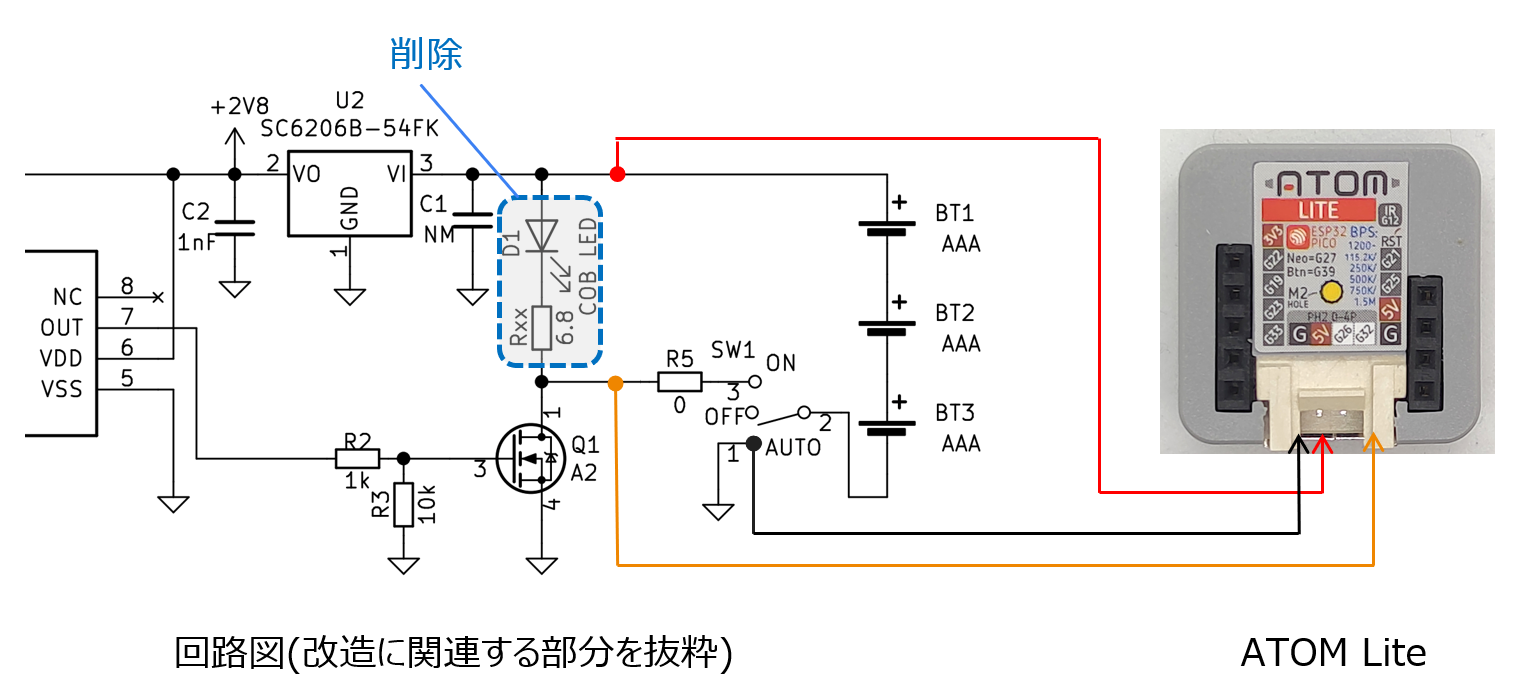 削除
+2V8
U2
SC6206B-54FK
2
VO
VI
3
GND
1
C2
1nF
C1
NM
D1
COB LED
Rxx
6.8
BT1
AAA
BT2
AAA
BT3
AAA
NC
8
OUT
7
VDD
6
VSS
5
R2
1k
R3
10k
3
1
Q1
A2
4
R5
0
SW1
ON
3
OFF
2
1
AUTO
ATOM
LITE
IR
G12
3V3
ESP32
PICO
BPS:
1200~
RST
G22
Neo=G27
115.2K/
G21
G19
Btn=G39
250K/
500K/
G25
G23
M2
HOLE
750K/
1.5M
5V
PH2.0-4P
G33
G
5V
G26
G32
G
回路図(改造に関連する部分を抜粋)
ATOM Lite